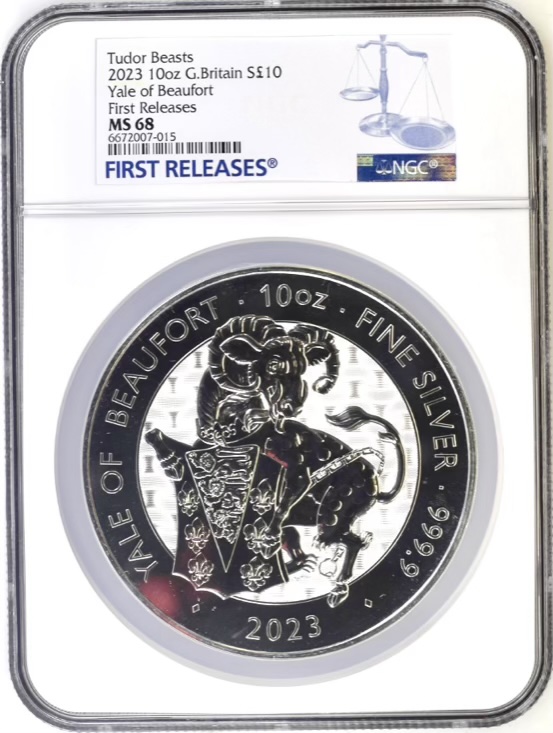 Tudor Beasts
2023 10oz G.Britain S£10
Yale of Beaufort
First Releases
MS 68
6672007-015
FIRST RELEASES®
NGC®
YALE OF BEAUFORT · 10oz · FINE SILVER · 999.9
2023